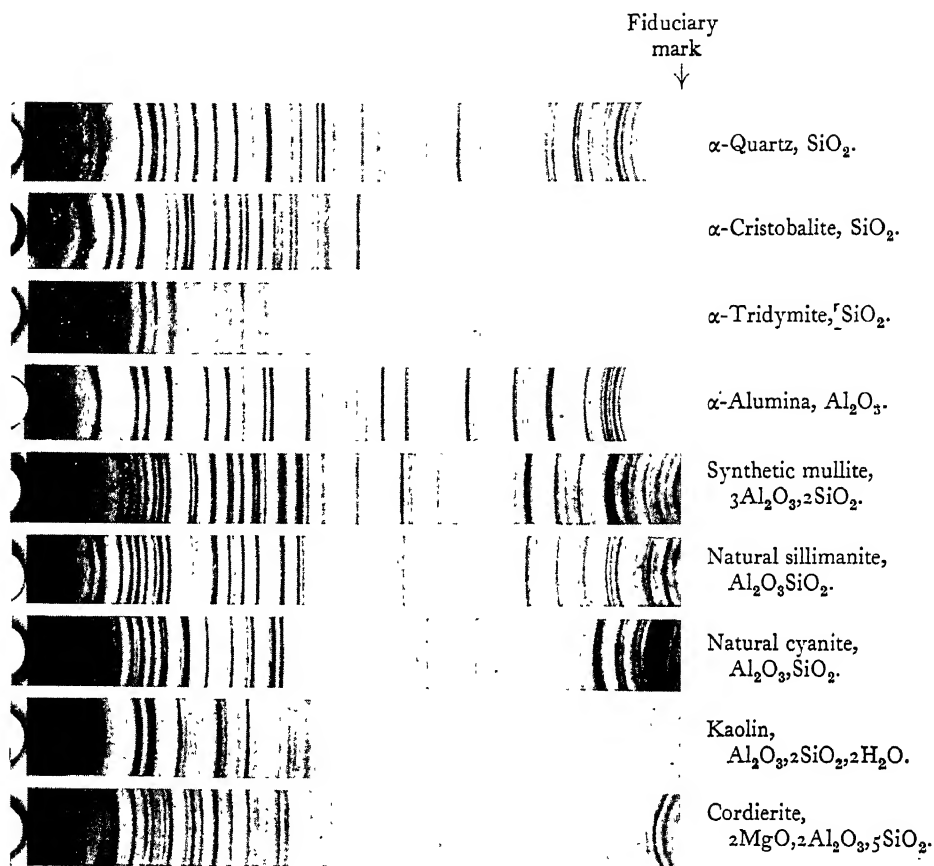 Fiduciary
mark
↓
α-Quartz, SiO₂.
α-Cristobalite, SiO₂.
α-Tridymite, SiO₂.
α-Alumina, Al₂O₃.
Synthetic mullite,
3Al₂O₃,2SiO₂.
Natural sillimanite,
Al₂O₃SiO₂.
Natural cyanite,
Al₂O₃,SiO₂.
Kaolin,
Al₂O₃,2SiO₂,2H₂O.
Cordierite,
2MgO,2Al₂O₃,5SiO₂.